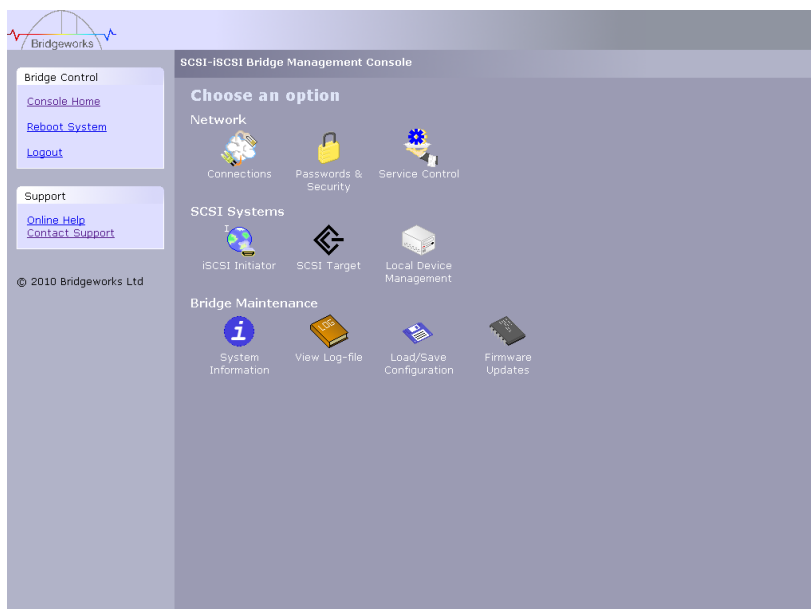 Bridgeworks
SCSI-iSCSI Bridge Management Console
Bridge Control
Console Home
Reboot System
Logout
Support
Online Help
Contact Support
© 2010 Bridgeworks Ltd
Choose an option
Network
Connections
Passwords &
Security
Service Control
SCSI Systems
I
iSCSI Initiator
SCSI Target
Local Device
Management
Bridge Maintenance
i
System
Information
LOG
View Log-file
Load/Save
Configuration
Firmware
Updates